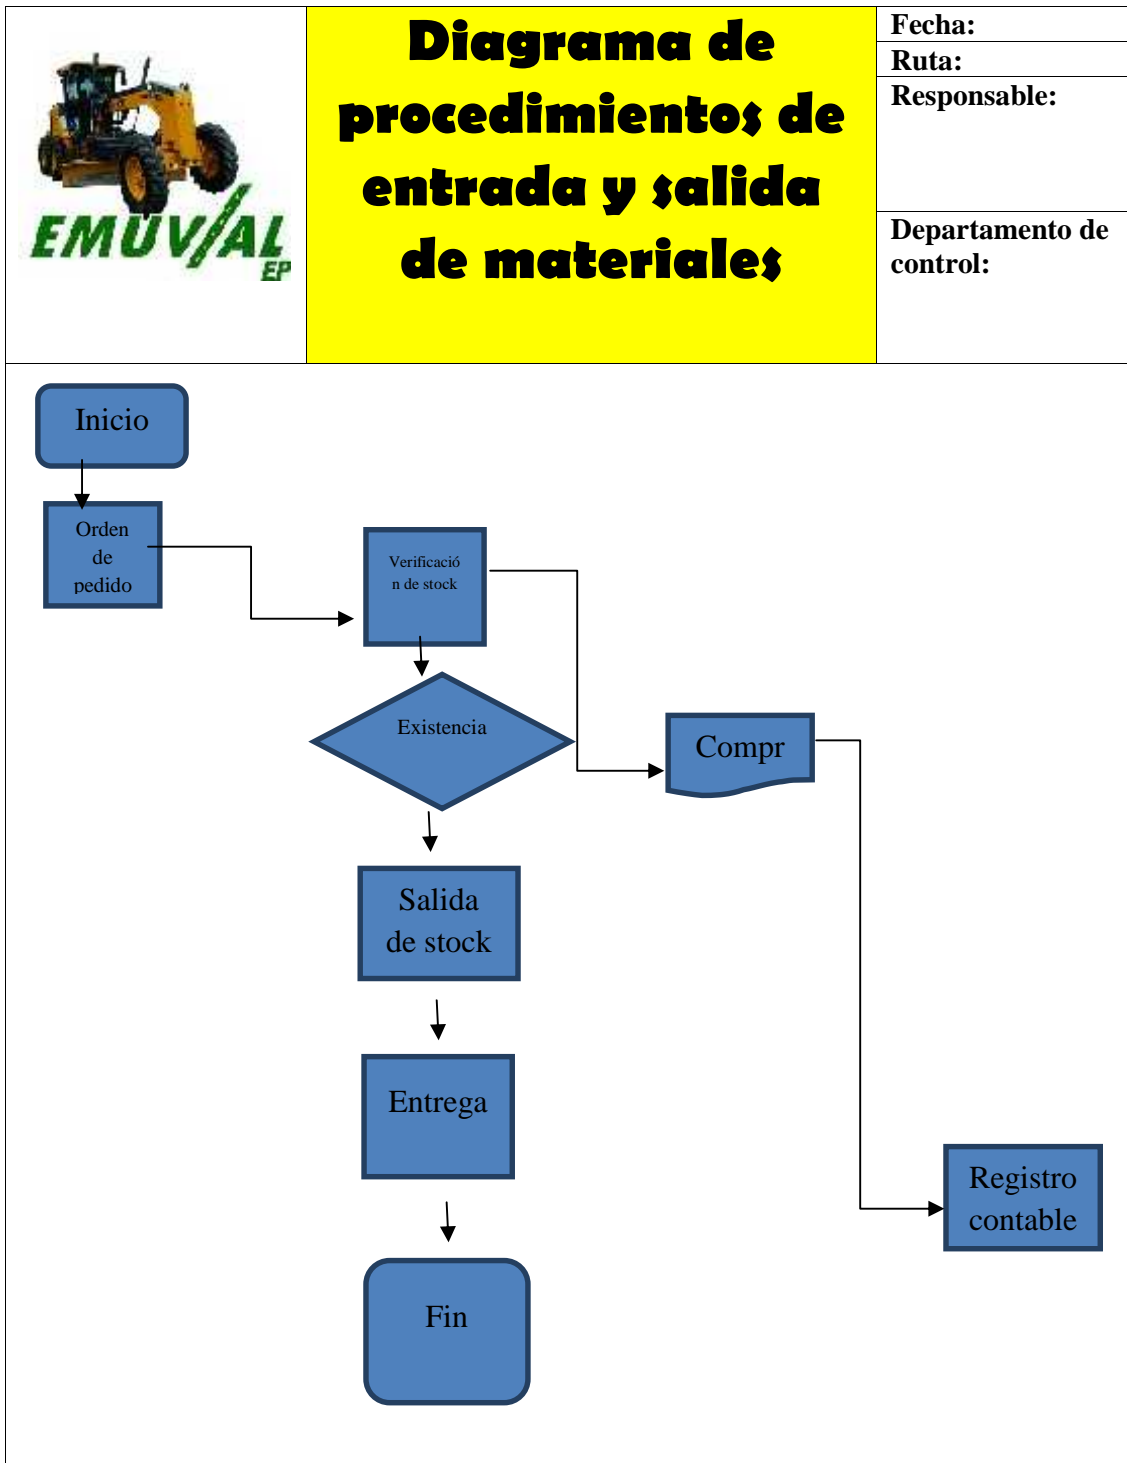 EMUVIAL
EP
Diagrama de
procedimientos de
entrada y salida
de materiales
Fecha:
Ruta:
Responsable:
Departamento de
control:
Inicio
Orden
de
pedido
Verificació
n de stock
Existencia
Compr
Salida
de stock
Entrega
Registro
contable
Fin